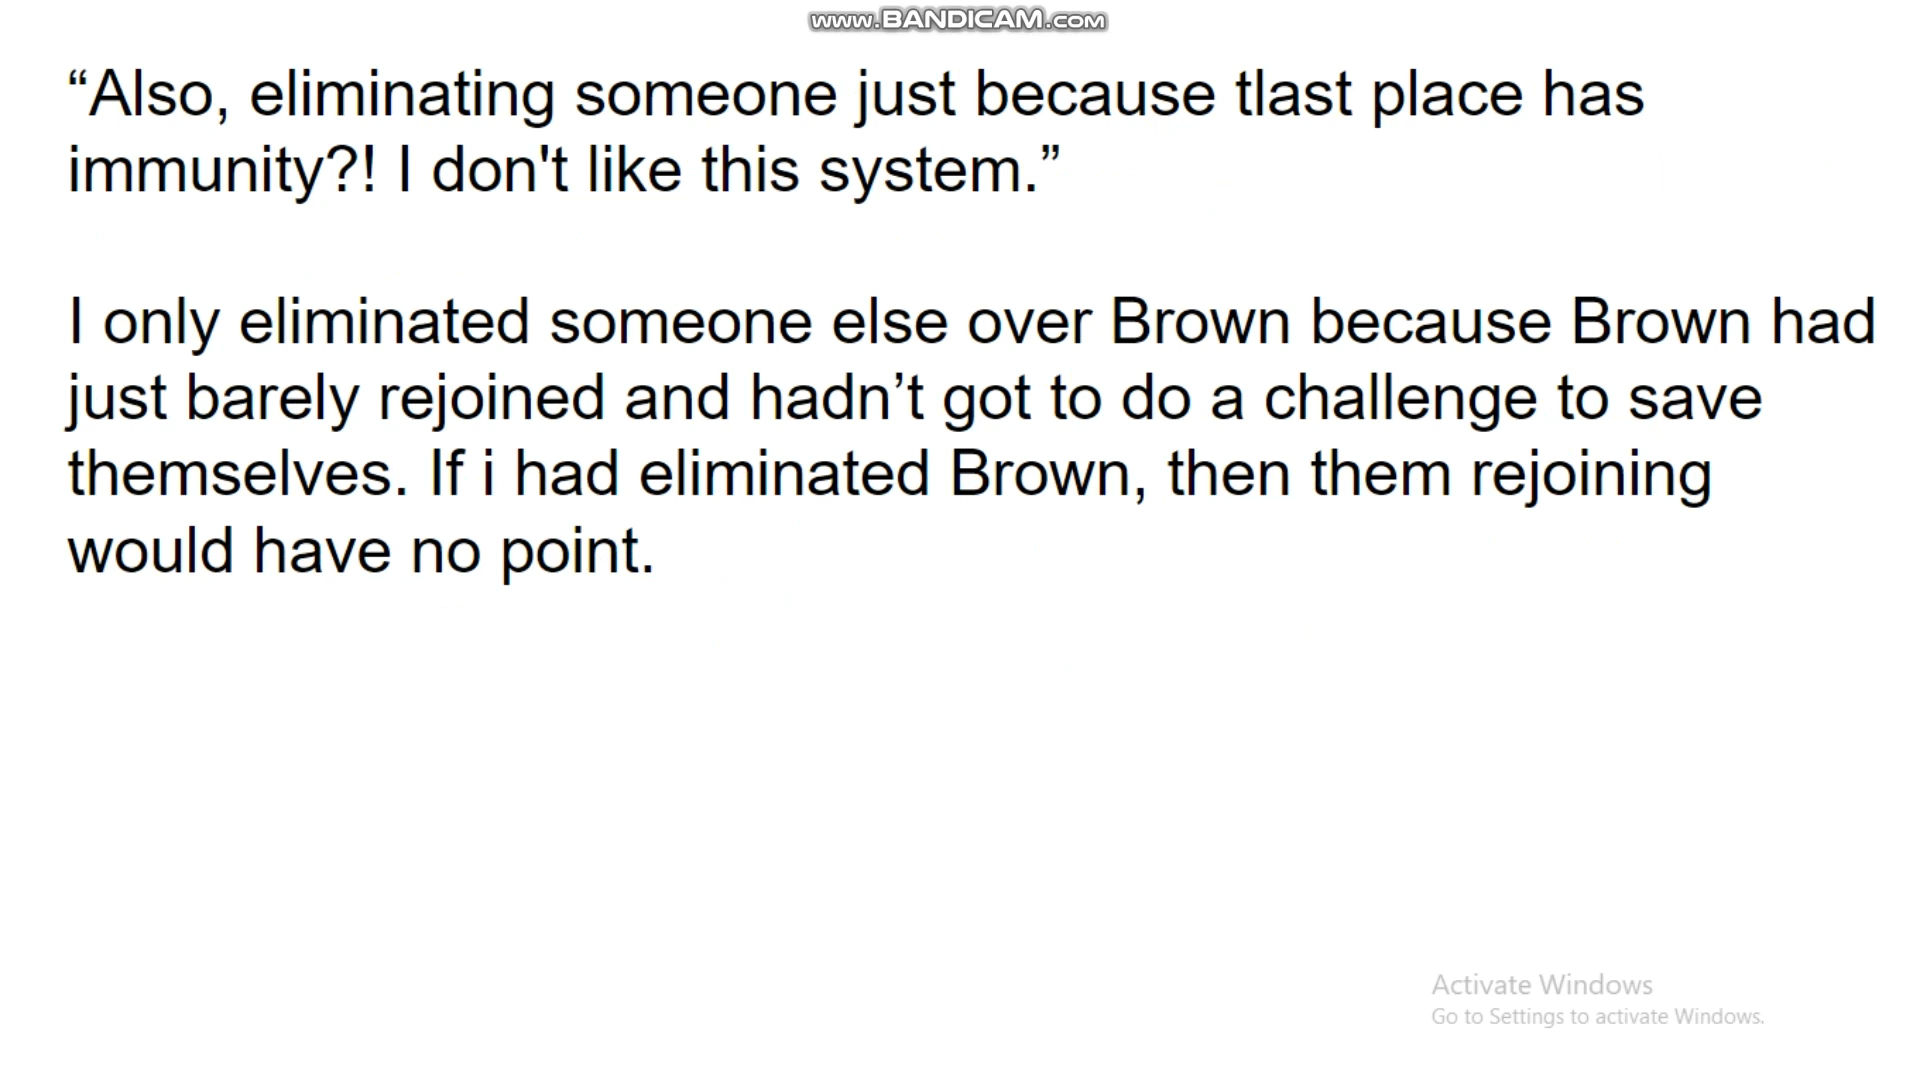 www.BANDICAM.com
“Also, eliminating someone just because tlast place has
immunity?! I don't like this system.”
I only eliminated someone else over Brown because Brown had
just barely rejoined and hadn’t got to do a challenge to save
themselves. If i had eliminated Brown, then them rejoining
would have no point.
Activate Windows
Go to Settings to activate Windows.